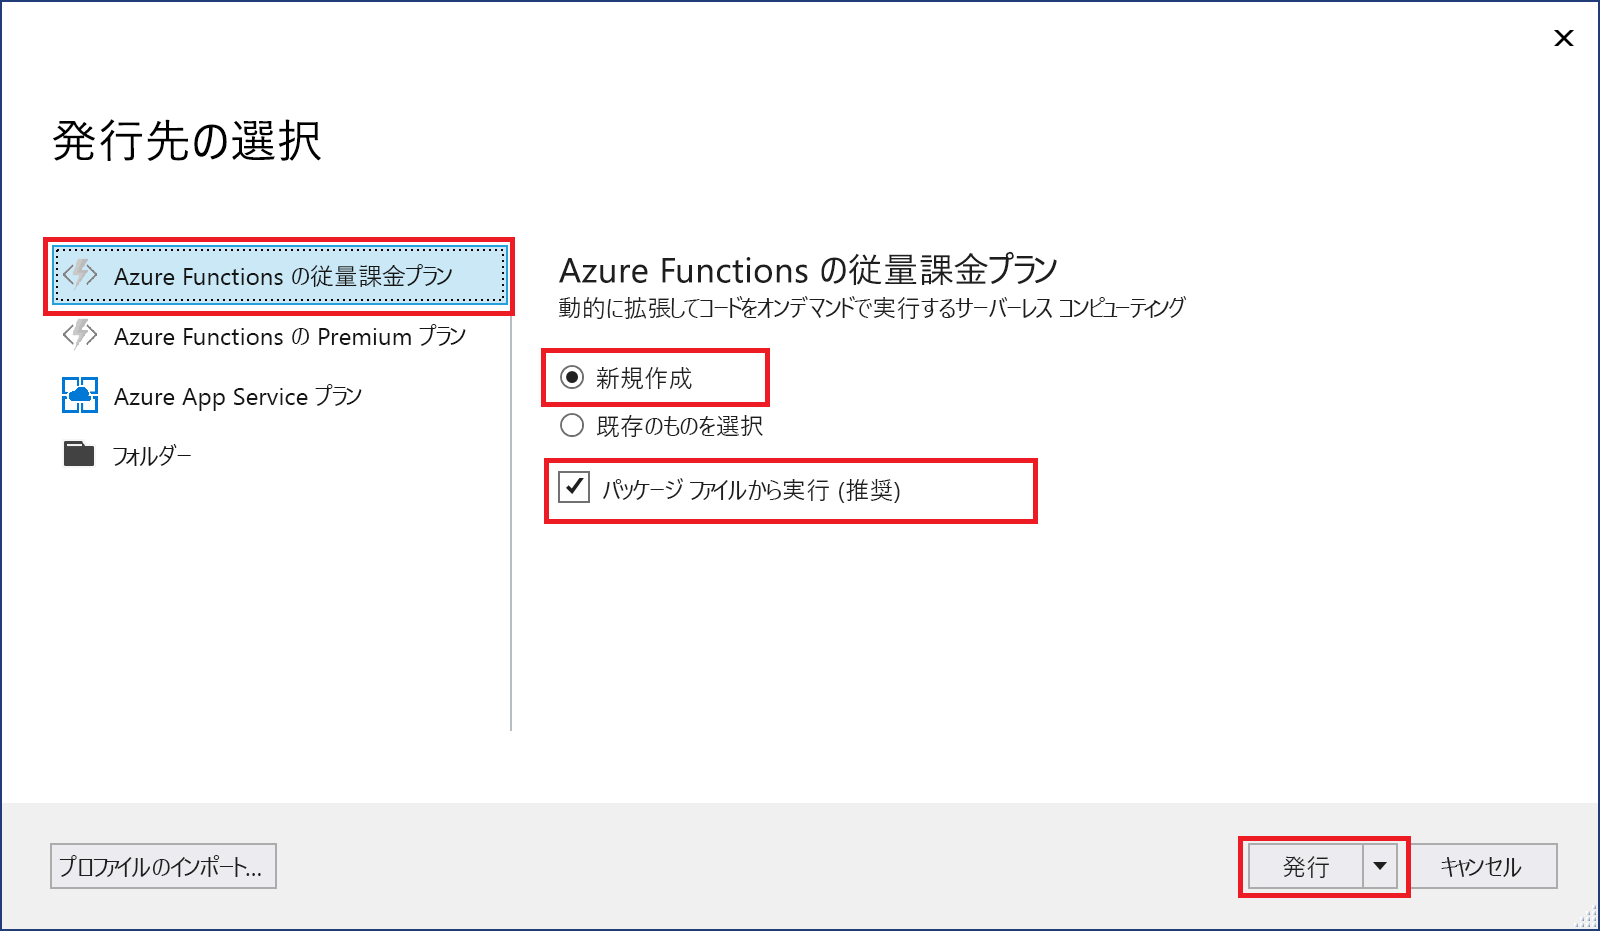 発行先の選択
Azure Functions の従量課金プラン
Azure Functions の Premium プラン
Azure App Service プラン
フォルダー
Azure Functions の従量課金プラン
動的に拡張してコードをオンデマンドで実行するサーバーレス コンピューティング
新規作成
既存のものを選択
パッケージ ファイルから実行 (推奨)
プロファイルのインポート...
発行
キャンセル